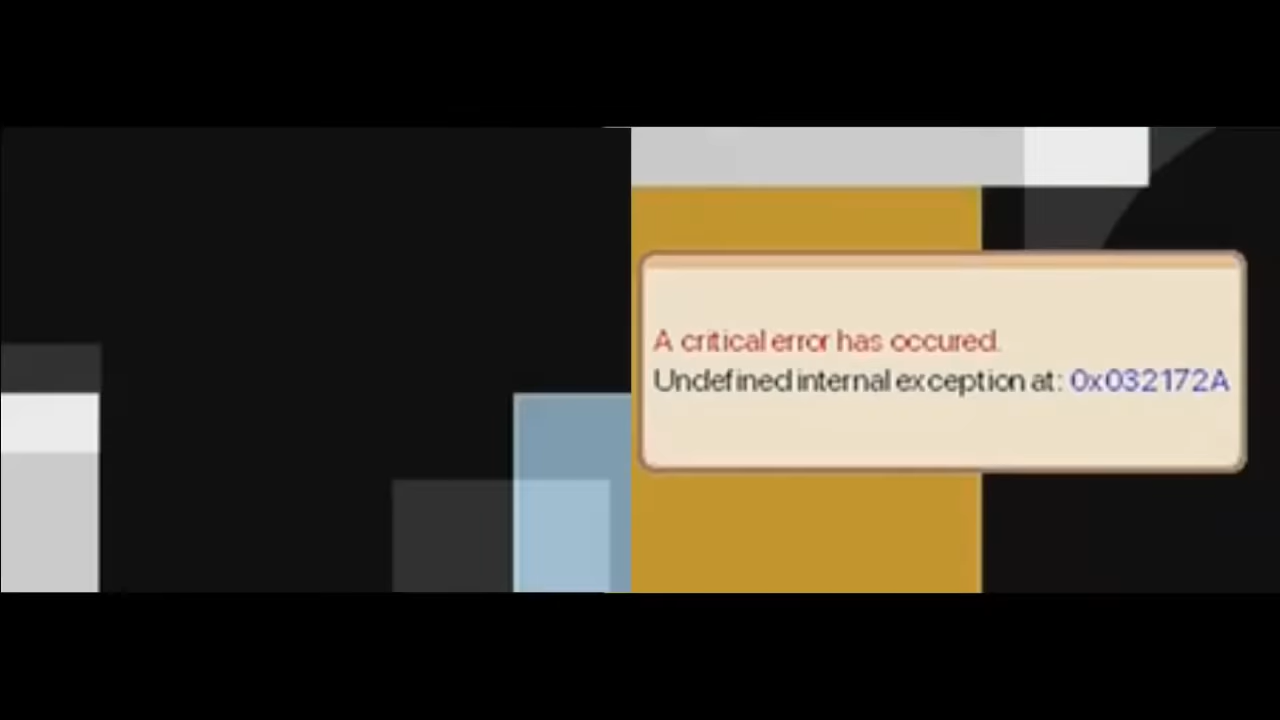 A critical error has occured.
Undefined internal exception at: 0x032172A